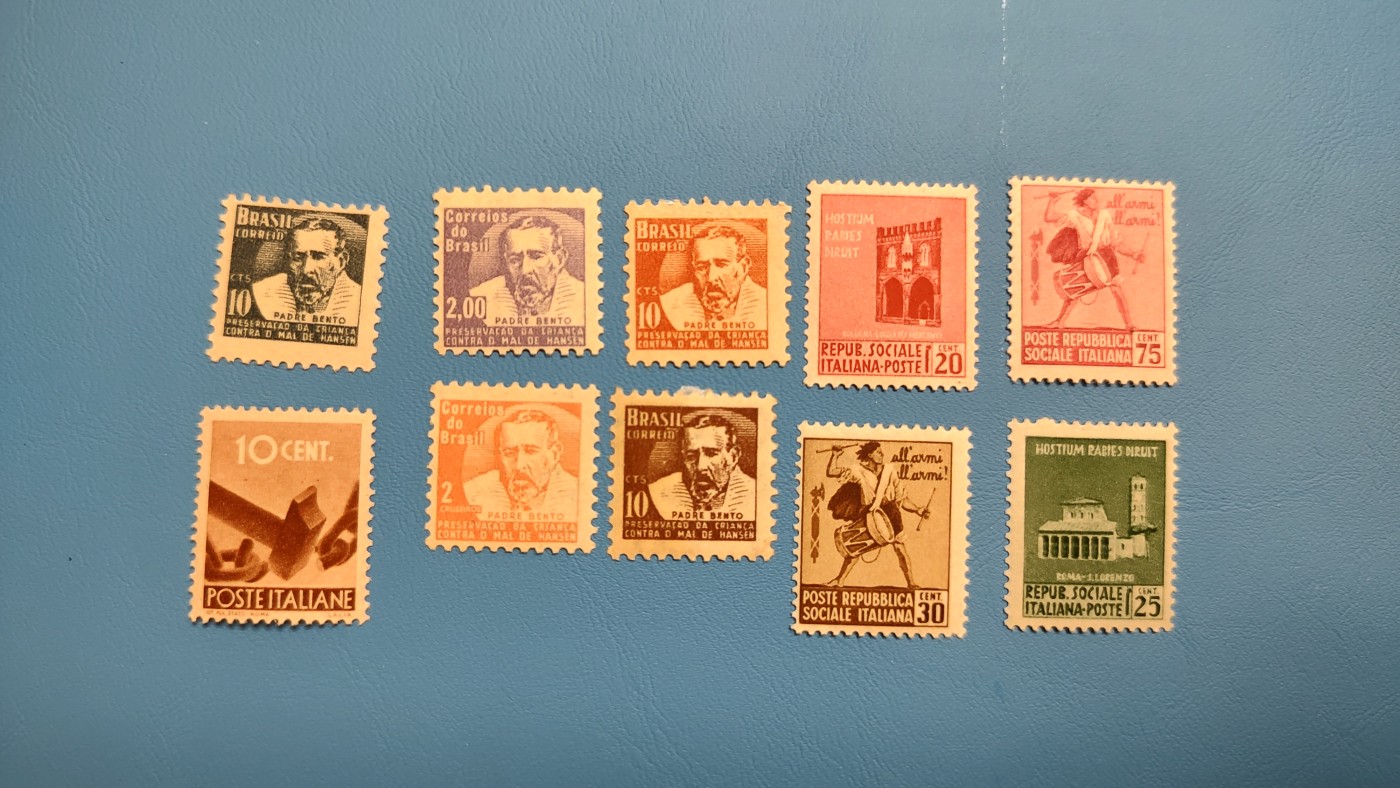 BRASIL
CORREIO
CTS
10
PADRE BENTO
PRESERVAÇÃO DA CRIANÇA
CONTRA O MAL DE HANSEN
Correios
do
Brasil
2,00
PADRE BENTO
PRESERVAÇÃO DA CRIANÇA
CONTRA O MAL DE HANSEN
BRASIL
CORREIO
CTS
10
PADRE BENTO
PRESERVAÇÃO DA CRIANÇA
CONTRA O MAL DE HANSEN
HOSTIUM
RABIES
DIRUIT
REPUB. SOCIALE
ITALIANA-POSTE
CENT.
20
all'armi
all'armi!
POSTE REPUBBLICA
SOCIALE ITALIANA
CENT.
75
10 CENT.
POSTE ITALIANE
Correios
do
Brasil
2
CRUZEIROS
PADRE BENTO
PRESERVAÇÃO DA CRIANÇA
CONTRA O MAL DE HANSEN
BRASIL
CORREIO
CTS
10
PADRE BENTO
PRESERVAÇÃO DA CRIANÇA
CONTRA O MAL DE HANSEN
all'armi
all'armi!
POSTE REPUBBLICA
SOCIALE ITALIANA
CENT.
30
HOSTIUM RABIES DIRUIT
ROMA-S.LORENZO
REPUB. SOCIALE
ITALIANA-POSTE
CENT.
25